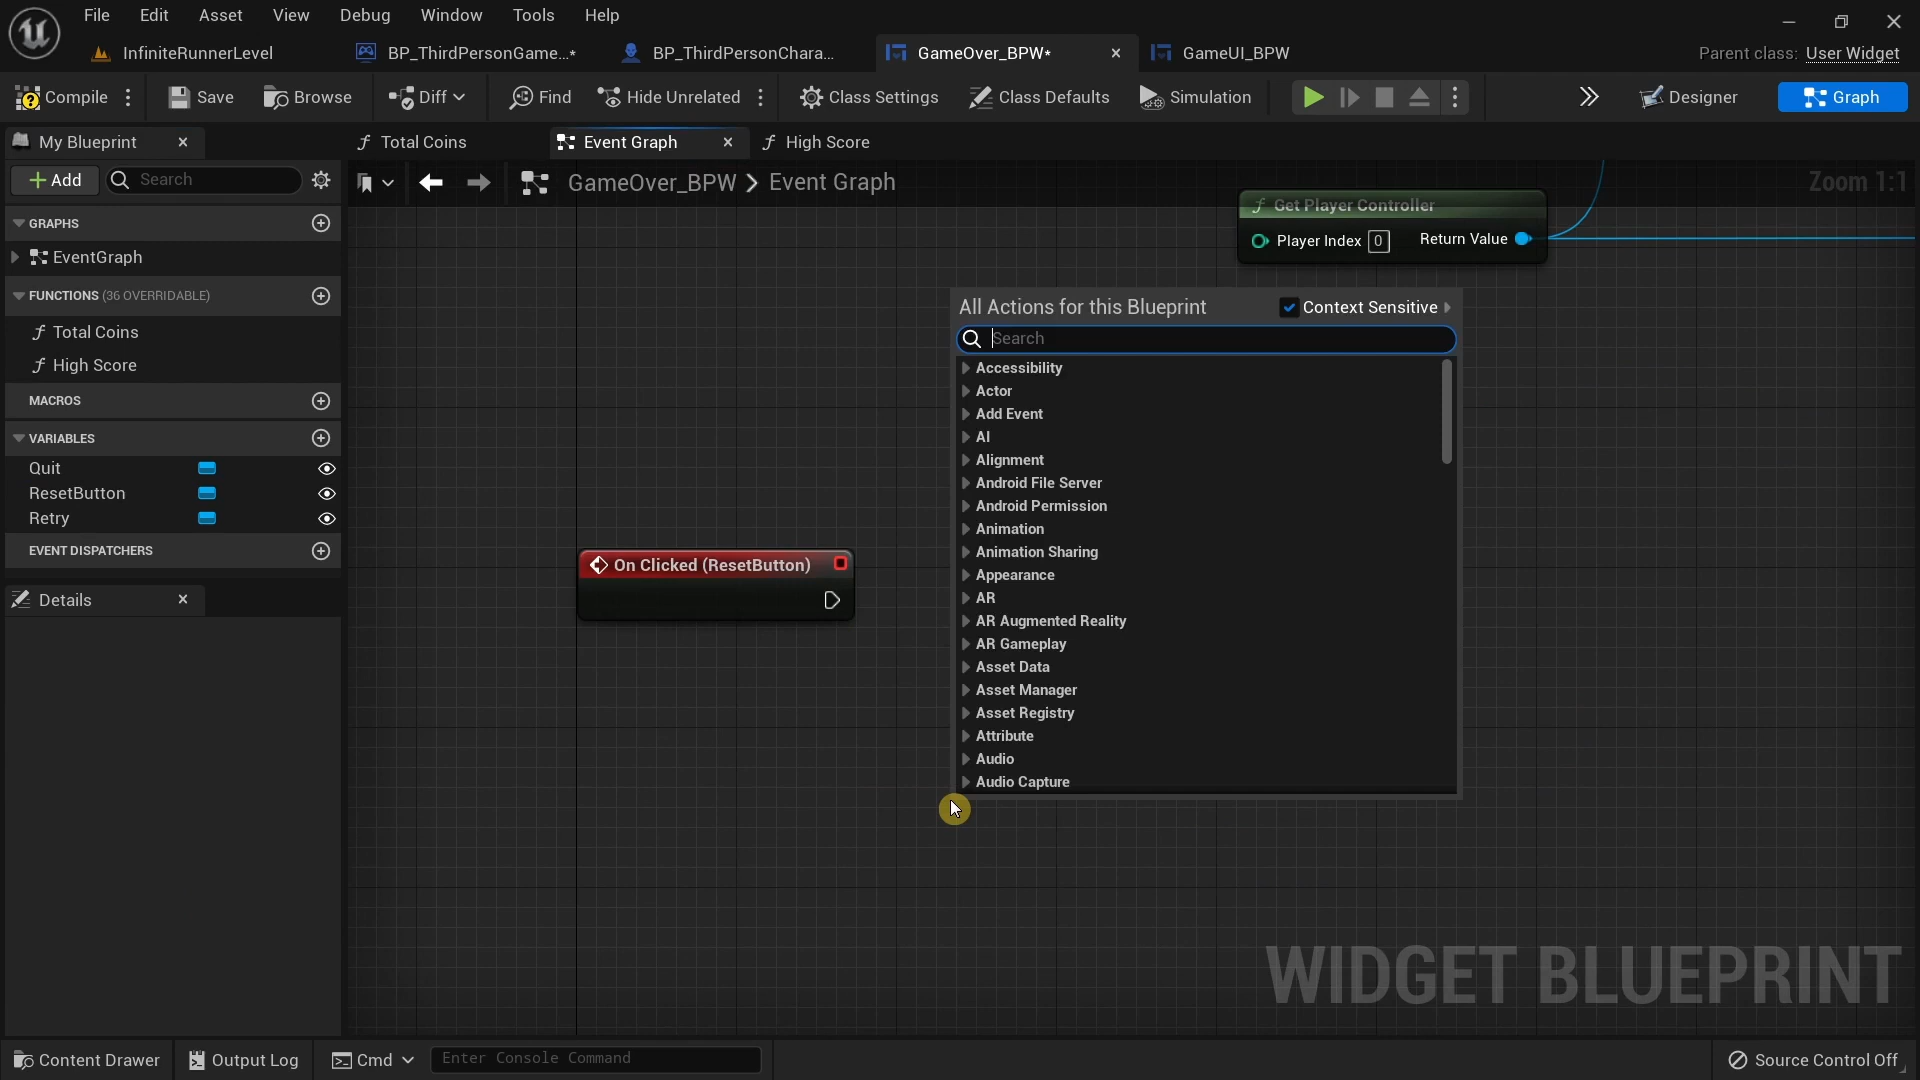 File Edit Asset View Debug Window Tools Help
InfiniteRunnerLevel BP_ThirdPersonGame...* BP_ThirdPersonChara... GameOver_BPW* GameUI_BPW Parent class: User Widget
Compile Save Browse Diff Find Hide Unrelated Class Settings Class Defaults Simulation Designer Graph
My Blueprint Total Coins Event Graph High Score
Add Search GameOver_BPW Event Graph Zoom 1:1
GRAPHS
EventGraph
FUNCTIONS (36 OVERRIDABLE)
Total Coins
High Score
MACROS
VARIABLES
Quit
ResetButton
Retry
EVENT DISPATCHERS
Details
Get Player Controller
Player Index 0 Return Value
On Clicked (ResetButton)
All Actions for this Blueprint Context Sensitive
Search
Accessibility
Actor
Add Event
AI
Alignment
Android File Server
Android Permission
Animation
Animation Sharing
Appearance
AR
AR Augmented Reality
AR Gameplay
Asset Data
Asset Manager
Asset Registry
Attribute
Audio
Audio Capture
WIDGET BLUEPRINT
Content Drawer Output Log Cmd Enter Console Command Source Control Off